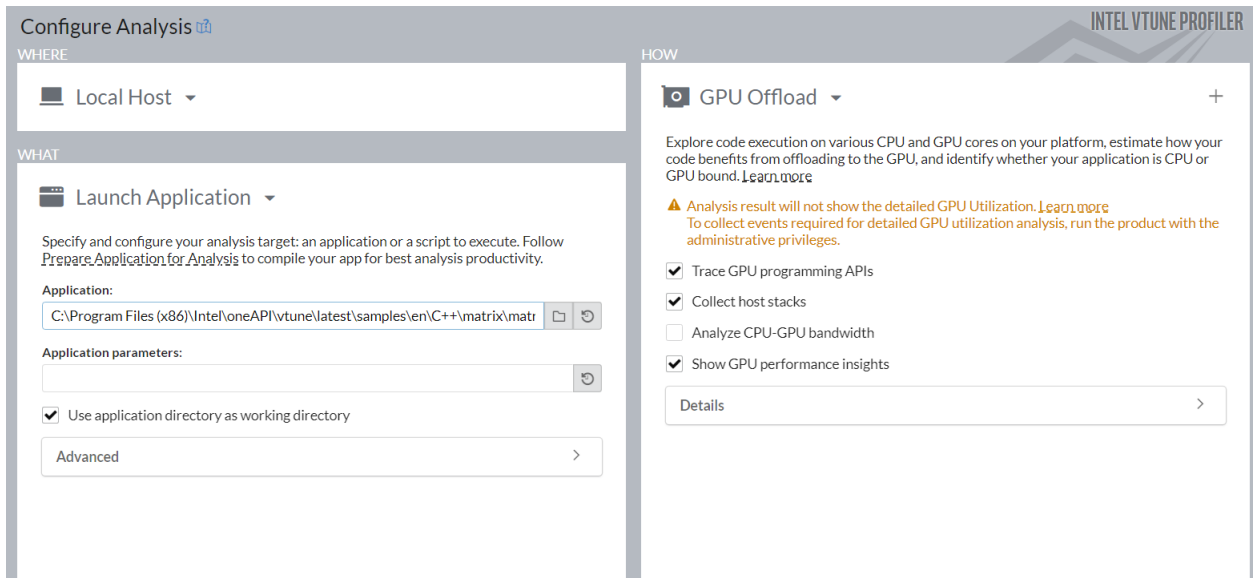 Configure Analysis
INTEL VTUNE PROFILER
WHERE
Local Host
WHAT
Launch Application
Specify and configure your analysis target: an application or a script to execute. Follow
Prepare Application for Analysis to compile your app for best analysis productivity.
Application:
C:\Program Files (x86)\Intel\oneAPI\vtune\latest\samples\en\C++\matrix\matr
Application parameters:
Use application directory as working directory
Advanced
HOW
GPU Offload
Explore code execution on various CPU and GPU cores on your platform, estimate how your
code benefits from offloading to the GPU, and identify whether your application is CPU or
GPU bound. Learn more
Analysis result will not show the detailed GPU Utilization. Learn more
To collect events required for detailed GPU utilization analysis, run the product with the
administrative privileges.
Trace GPU programming APIs
Collect host stacks
Analyze CPU-GPU bandwidth
Show GPU performance insights
Details